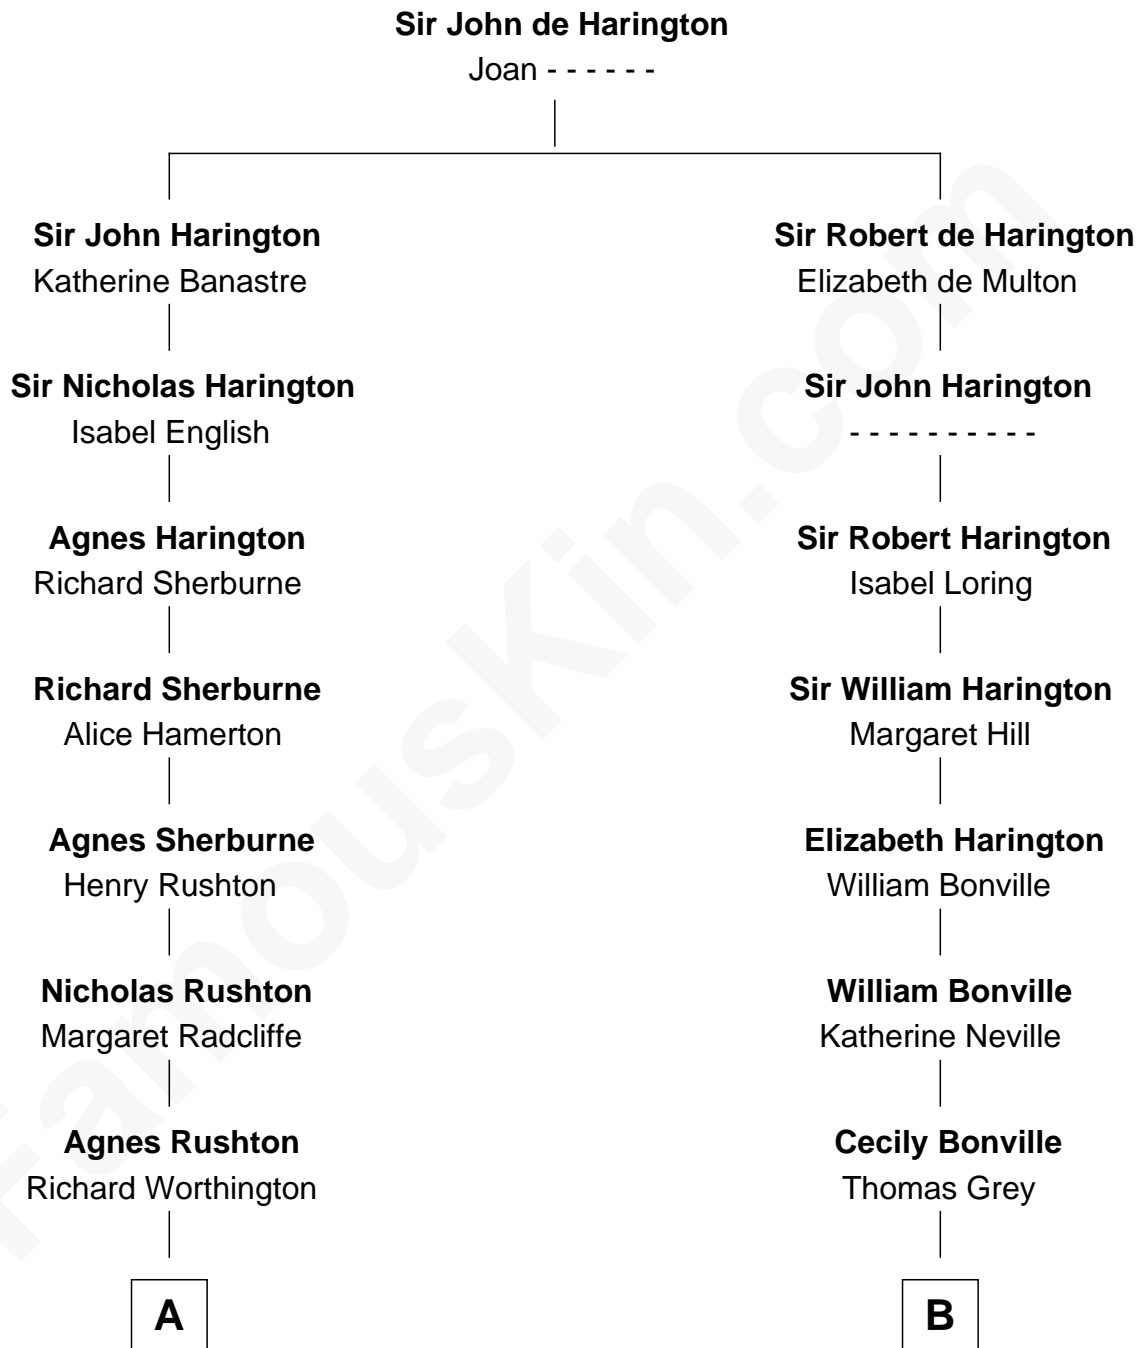 Sir John de Harington
Joan - - - - - -
Sir John Harington
Katherine Banastre
Sir Nicholas Harington
Isabel English
Agnes Harington
Richard Sherburne
Richard Sherburne
Alice Hamerton
Agnes Sherburne
Henry Rushton
Nicholas Rushton
Margaret Radcliffe
Agnes Rushton
Richard Worthington
A
Sir Robert de Harington
Elizabeth de Multon
Sir John Harington
- - - - - - - - - -
Sir Robert Harington
Isabel Loring
Sir William Harington
Margaret Hill
Elizabeth Harington
William Bonville
William Bonville
Katherine Neville
Cecily Bonville
Thomas Grey
B
FamousKin.com